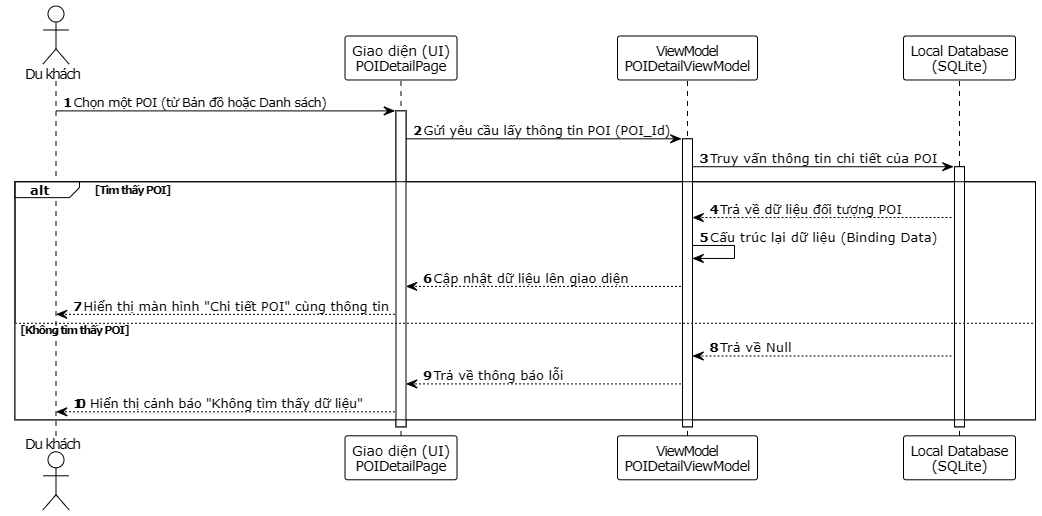 Du khách
Giao diện (UI)
POIDetailPage
ViewModel
POIDetailViewModel
Local Database
(SQLite)
1 Chọn một POI (từ Bản đồ hoặc Danh sách)
2 Gửi yêu cầu lấy thông tin POI (POI_Id)
3 Truy vấn thông tin chi tiết của POI
alt [Tìm thấy POI]
4 Trả về dữ liệu đối tượng POI
5 Cấu trúc lại dữ liệu (Binding Data)
6 Cập nhật dữ liệu lên giao diện
7 Hiển thị màn hình "Chi tiết POI" cùng thông tin
[Không tìm thấy POI]
8 Trả về Null
9 Trả về thông báo lỗi
10 Hiển thị cảnh báo "Không tìm thấy dữ liệu"
Du khách
Giao diện (UI)
POIDetailPage
ViewModel
POIDetailViewModel
Local Database
(SQLite)